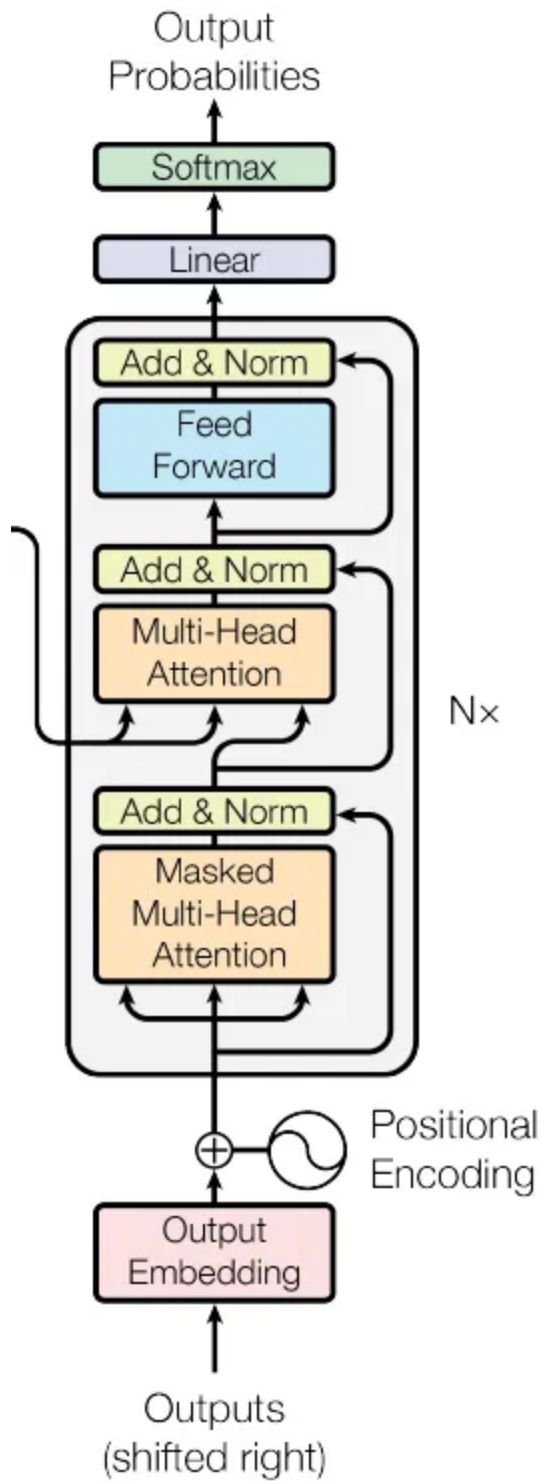 Output
Probabilities
Softmax
Linear
Add & Norm
Feed
Forward
Add & Norm
Multi-Head
Attention
N×
Add & Norm
Masked
Multi-Head
Attention
Positional
Encoding
Output
Embedding
Outputs
(shifted right)